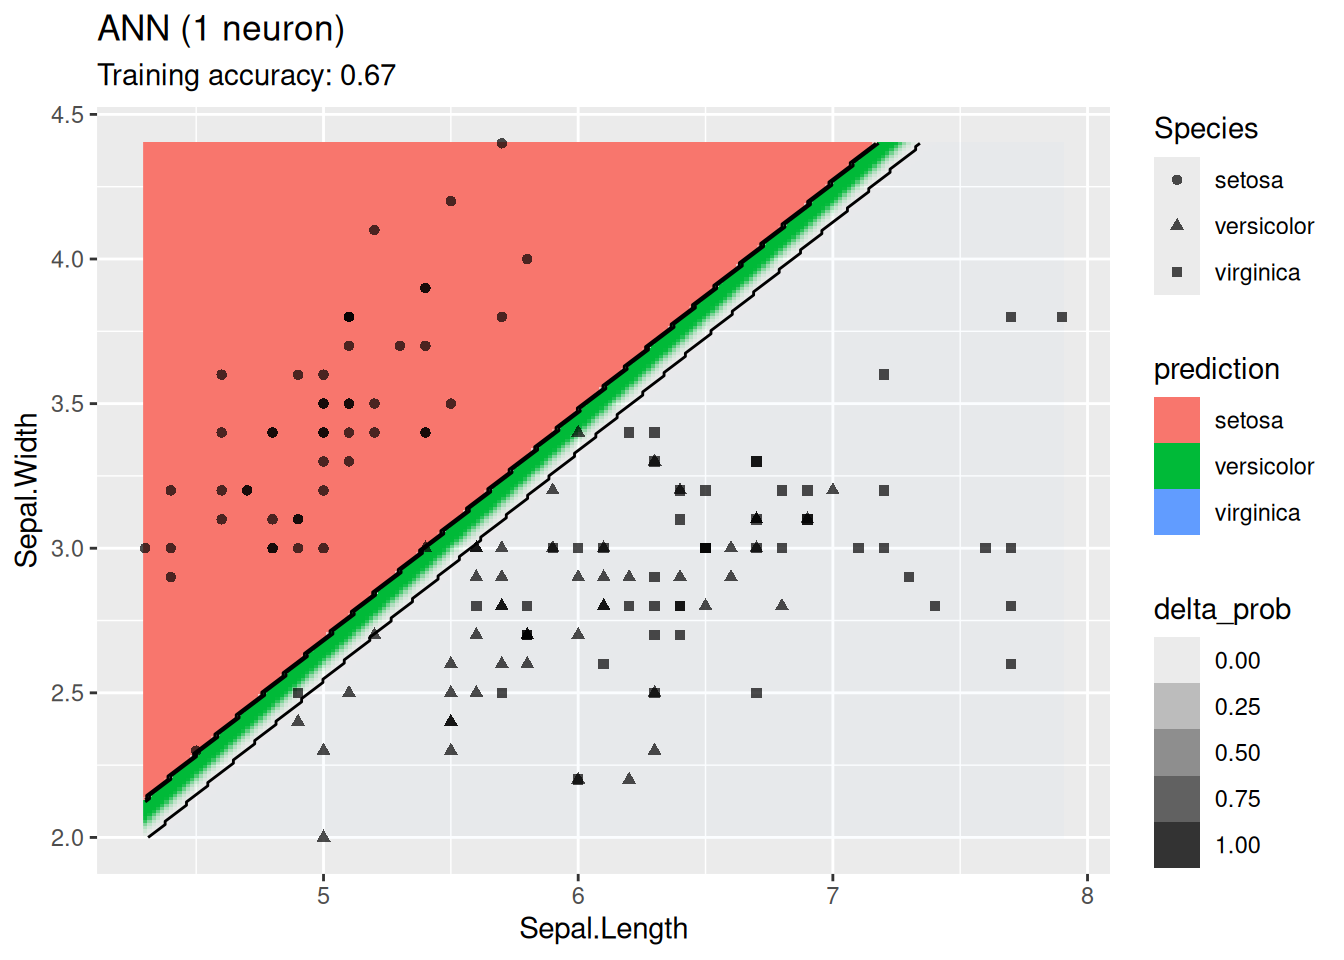 ANN (1 neuron)
Training accuracy: 0.67
4.5
4.0
3.5
3.0
2.5
2.0
Sepal.Width
5
6
7
8
Sepal.Length
Species
setosa
versicolor
virginica
prediction
setosa
versicolor
virginica
delta_prob
0.00
0.25
0.50
0.75
1.00